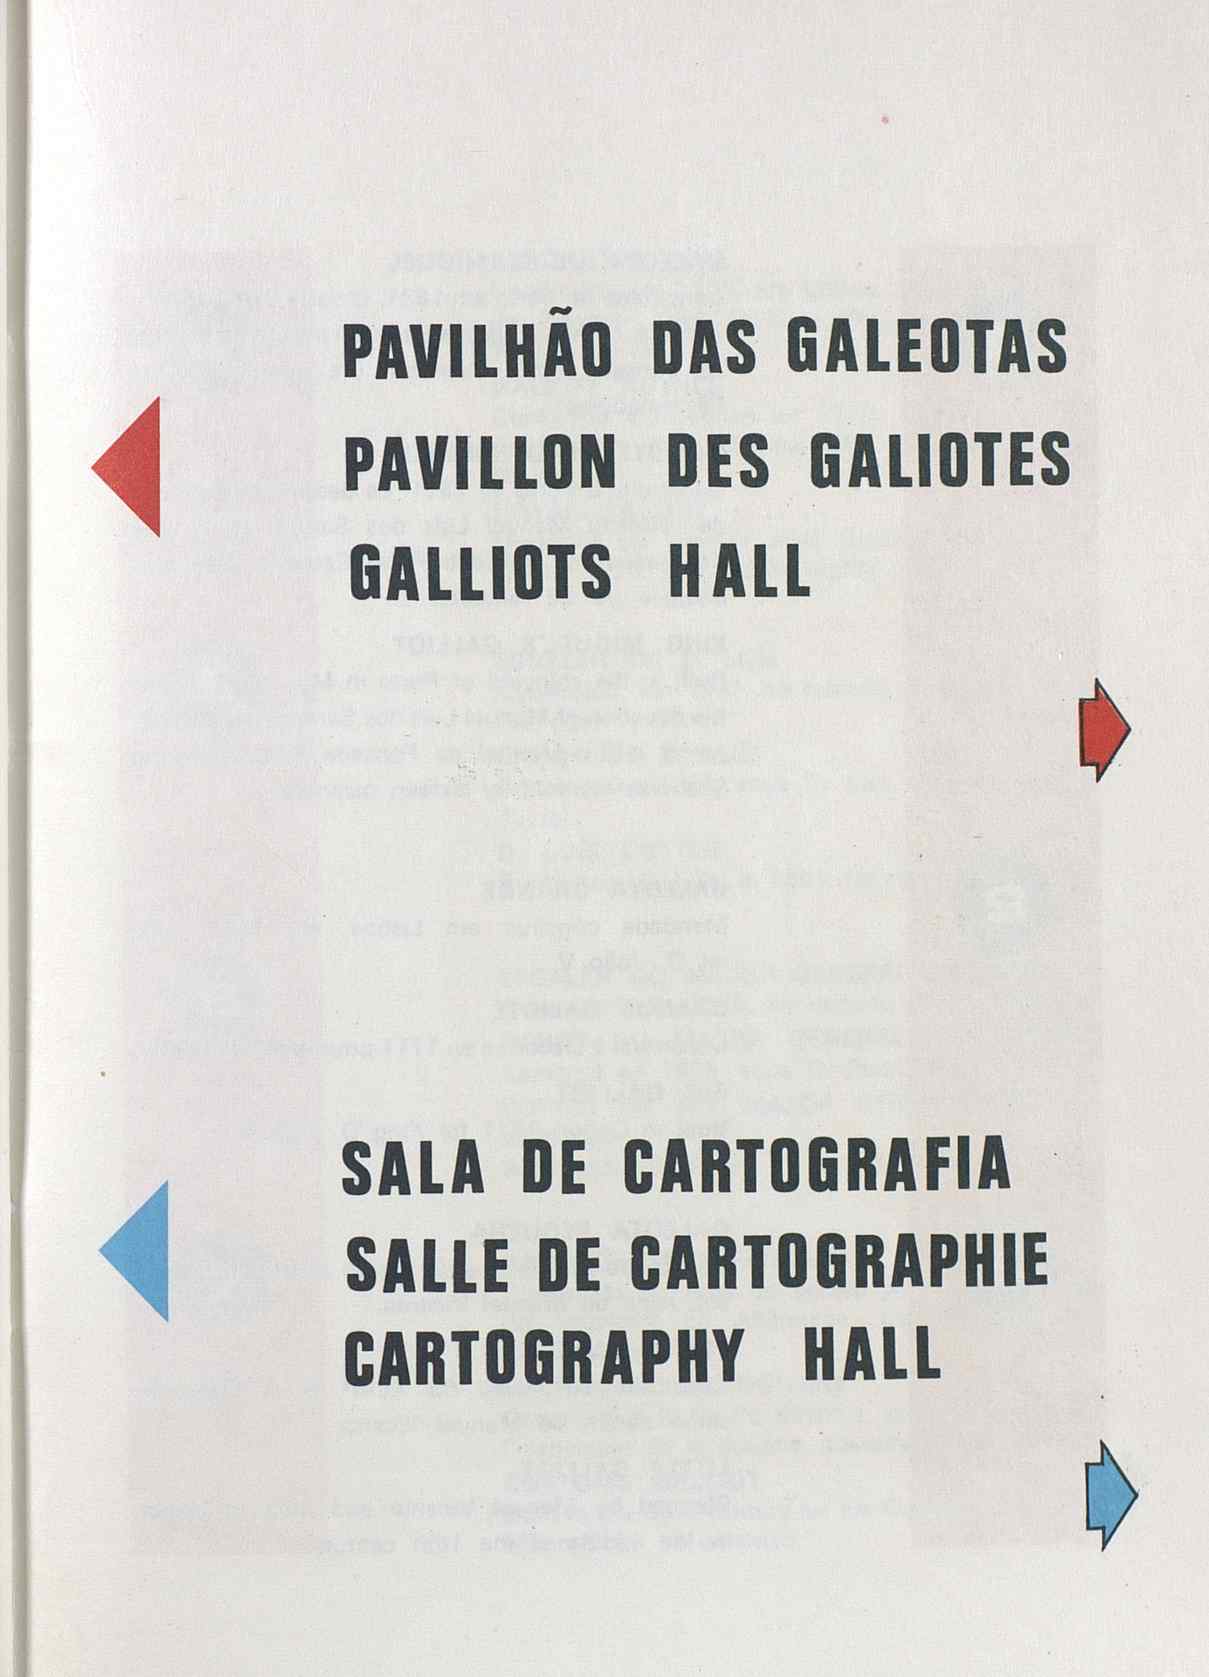 PAVILHÃO DAS GALEOTAS
PAVILLON DES GALIOTES
GALLIOTS HALL
SALA DE CARTOGRAFIA
SALLE DE CARTOGRAPHIE
CARTOGRAPHY HALL